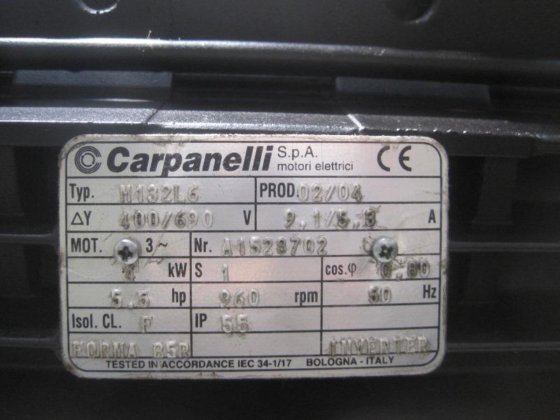 Carpanelli S.p.A.
motori elettrici CE
Typ. M132L6 PROD. 02/04
ΔY 400/690 V 9.1/5.3 A
MOT. 3~ Nr. A1528702
4 kW S 1 cos.φ 0.80
5.5 hp 960 rpm 50 Hz
Isol. CL. F IP 55
FORMA B5R INVERTER
TESTED IN ACCORDANCE IEC 34-1/17 BOLOGNA - ITALY